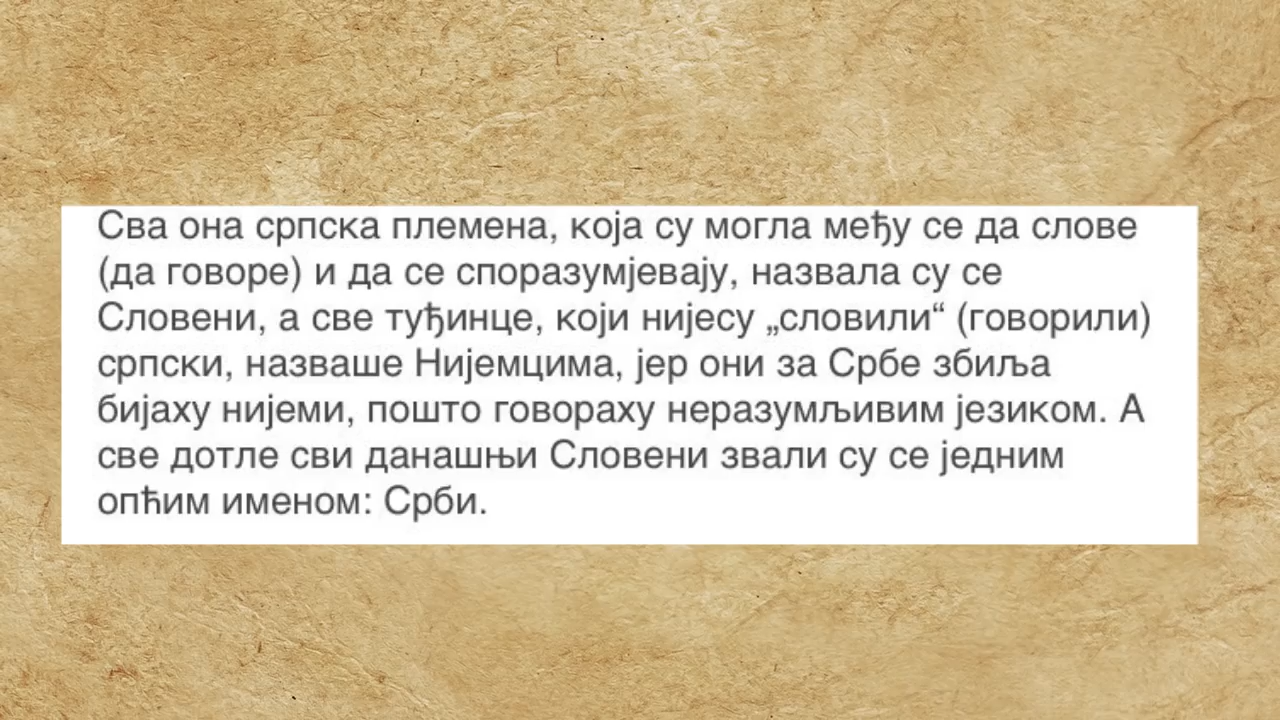 Сва она српска племена, која су могла међу се да слове
(да говоре) и да се споразумјевају, назвала су се
Словени, а све туђинце, који нијесу „словили“ (говорили)
српски, назваше Нијемцима, јер они за Србе збиља
бијаху нијеми, пошто говораху неразумљивим језиком. А
све дотле сви данашњи Словени звали су се једним
опћим именом: Срби.